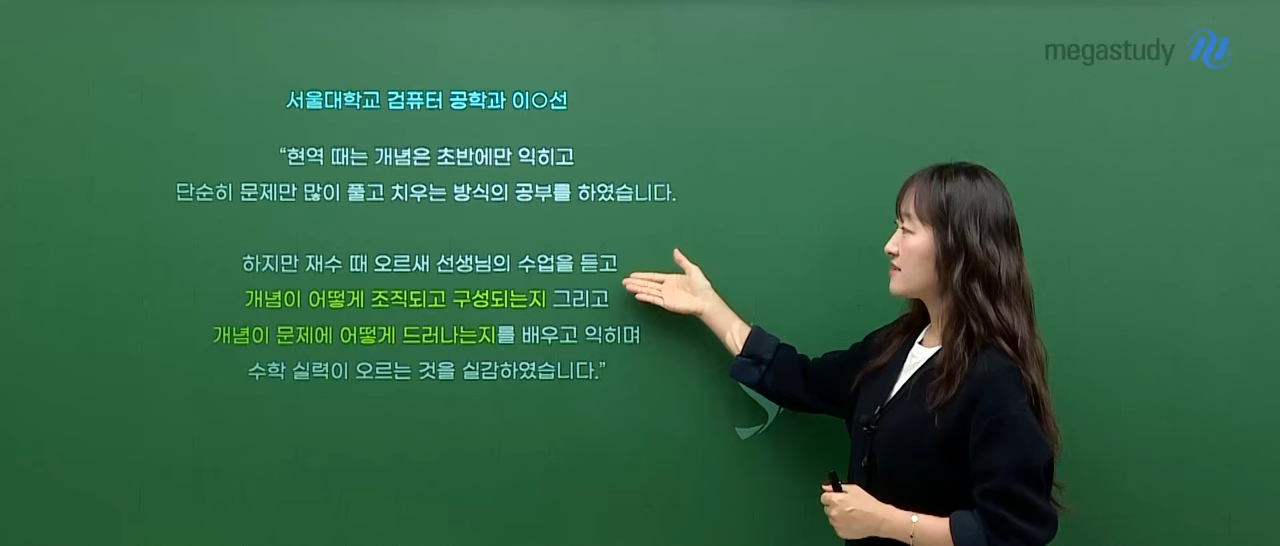 megastudy
서울대학교 컴퓨터 공학과 이○선
“현역 때는 개념은 초반에만 익히고
단순히 문제만 많이 풀고 치우는 방식의 공부를 하였습니다.
하지만 재수 때 오르새 선생님의 수업을 듣고
개념이 어떻게 조직되고 구성되는지 그리고
개념이 문제에 어떻게 드러나는지를 배우고 익히며
수학 실력이 오르는 것을 실감하였습니다.”